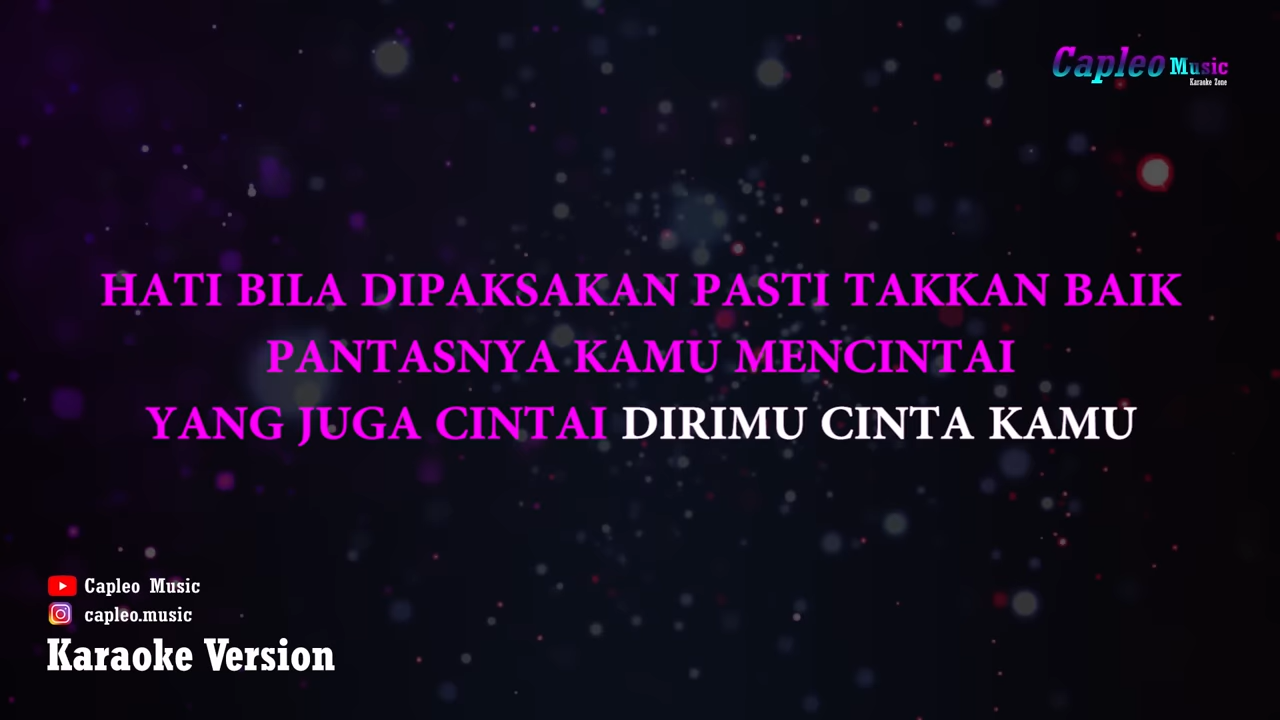 Capleo Music
Karaoke Zone
HATI BILA DIPAKSAKAN PASTI TAKKAN BAIK
PANTASNYA KAMU MENCINTAI
YANG JUGA CINTAI DIRIMU CINTA KAMU
Capleo Music
capleo.music
Karaoke Version